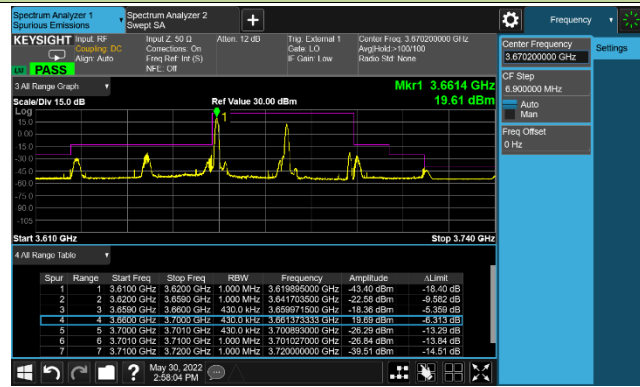 Spectrum Analyzer 1
Spurious Emissions
Spectrum Analyzer 2
Swept SA
Frequency
KEYSIGHT
Input: RF
Coupling: DC
Align: Auto
Input Z: 50 Ω
Corrections: On
Freq Ref: Int (S)
NFE: Off
Atten: 12 dB
Trig: External 1
Gate: LO
IF Gain: Low
Center Freq: 3.670200000 GHz
Avg|Hold:>100/100
Radio Std: None
PASS
Center Frequency
3.670200000 GHz
Settings
CF Step
6.900000 MHz
Auto
Man
Freq Offset
0 Hz
3 All Range Graph
Mkr1 3.6614 GHz
19.61 dBm
Scale/Div 15.0 dB
Ref Value 30.00 dBm
Log
15.0
0.00
-15.0
-30.0
-45.0
-60.0
-75.0
-90.0
-105
1
Start 3.610 GHz
Stop 3.740 GHz
4 All Range Table
Spur Range Start Freq Stop Freq RBW Frequency Amplitude ΔLimit
1 1 3.6100 GHz 3.6200 GHz 1.000 MHz 3.619895000 GHz -43.40 dBm -18.40 dB
2 2 3.6200 GHz 3.6590 GHz 1.000 MHz 3.641703500 GHz -22.58 dBm -9.582 dB
3 3 3.6590 GHz 3.6600 GHz 430.0 kHz 3.659971500 GHz -18.36 dBm -5.359 dB
4 4 3.6600 GHz 3.7000 GHz 430.0 kHz 3.661373333 GHz 19.69 dBm -6.313 dB
5 5 3.7000 GHz 3.7010 GHz 430.0 kHz 3.700893000 GHz -26.29 dBm -13.29 dB
6 6 3.7010 GHz 3.7100 GHz 1.000 MHz 3.701027000 GHz -26.84 dBm -13.84 dB
7 7 3.7100 GHz 3.7200 GHz 1.000 MHz 3.720000000 GHz -39.51 dBm -14.51 dB
May 30, 2022
2:58:04 PM